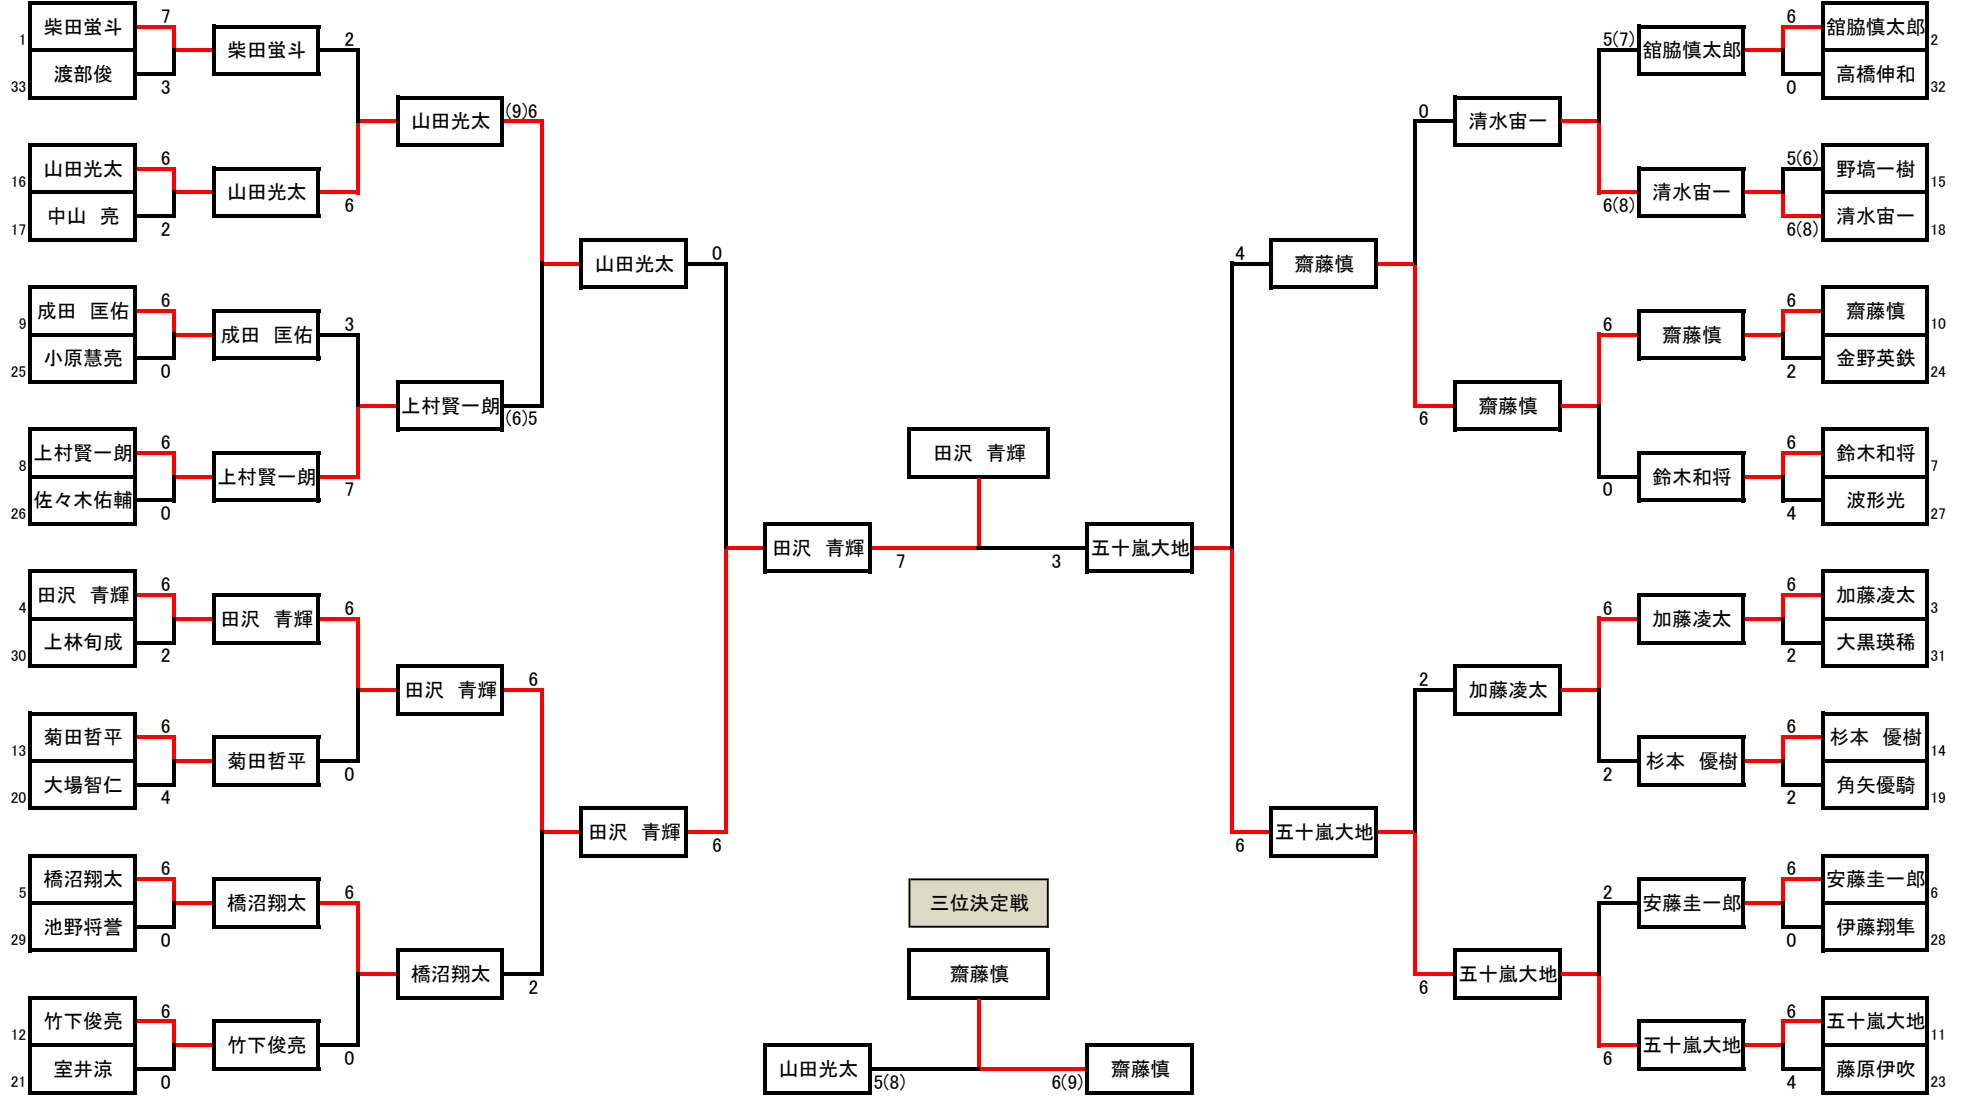 柴田蛍斗
1
7
渡部俊
33
3
柴田蛍斗
2
山田光太
16
6
中山　亮
17
2
山田光太
6
山田光太
(9)6
成田　匡佑
9
6
小原慧亮
25
0
成田　匡佑
3
上村賢一朗
8
6
佐々木佑輔
26
0
上村賢一朗
7
上村賢一朗
(6)5
山田光太
0
田沢　青輝
4
6
上林旬成
30
2
田沢　青輝
6
菊田哲平
13
6
大場智仁
20
4
菊田哲平
0
田沢　青輝
6
橋沼翔太
5
6
池野将誉
29
0
橋沼翔太
6
竹下俊亮
12
6
室井涼
21
0
竹下俊亮
0
橋沼翔太
2
田沢　青輝
6
田沢　青輝
7
田沢　青輝
五十嵐大地
3
三位決定戦
齋藤慎
山田光太
5(8)
齋藤慎
6(9)
齋藤慎
4
五十嵐大地
6
清水宙一
0
齋藤慎
6
加藤凌太
2
五十嵐大地
6
舘脇慎太郎
5(7)
清水宙一
6(8)
齋藤慎
6
鈴木和将
0
加藤凌太
6
杉本　優樹
2
安藤圭一郎
2
五十嵐大地
6
6
舘脇慎太郎
2
0
高橋伸和
32
5(6)
野塙一樹
15
6(8)
清水宙一
18
6
齋藤慎
10
2
金野英鉄
24
6
鈴木和将
7
4
波形光
27
6
加藤凌太
3
2
大黒瑛稀
31
6
杉本　優樹
14
2
角矢優騎
19
6
安藤圭一郎
6
0
伊藤翔隼
28
6
五十嵐大地
11
4
藤原伊吹
23